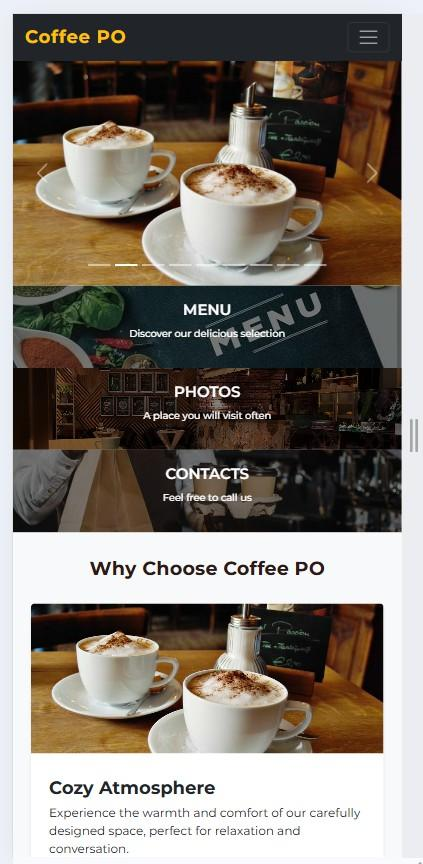 Coffee PO
MENU
Discover our delicious selection
MENU
PHOTOS
A place you will visit often
CONTACTS
Feel free to call us
Why Choose Coffee PO
Cozy Atmosphere
Experience the warmth and comfort of our carefully
designed space, perfect for relaxation and
conversation.